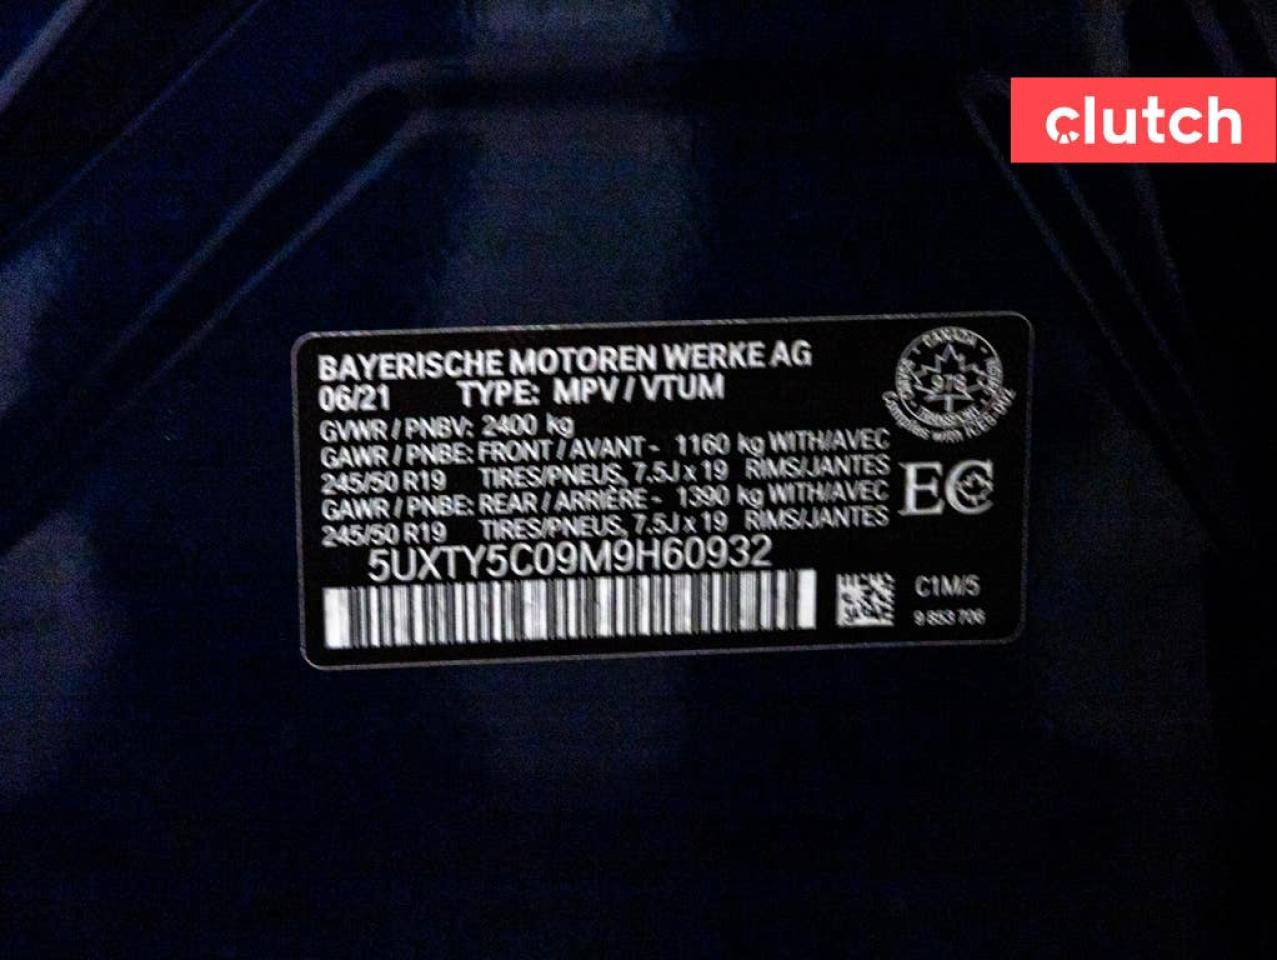 clutch
BAYERISCHE MOTOREN WERKE AG
06/21 TYPE: MPV / VTUM
GVWR / PNBV: 2400 kg
GAWR / PNBE: FRONT / AVANT - 1160 kg WITH/AVEC
245/50 R19 TIRES/PNEUS, 7.5J x 19 RIMS/JANTES
GAWR / PNBE: REAR / ARRIÈRE - 1390 kg WITH/AVEC
245/50 R19 TIRES/PNEUS, 7.5J x 19 RIMS/JANTES
5UXTY5C09M9H60932
CANADA
978
TRANSPORT
EC
C1M/5
9 853 706